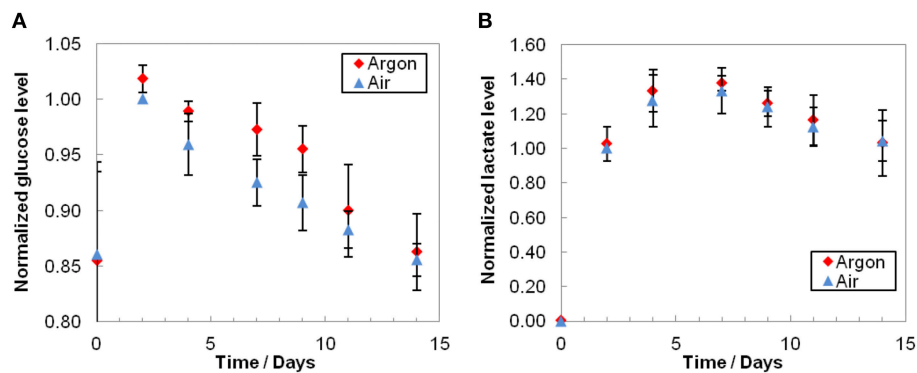 A
Normalized glucose level
1.05
1.00
0.95
0.90
0.85
0.80
Argon
Air
0 5 10 15
Time / Days
B
Normalized lactate level
1.60
1.40
1.20
1.00
0.80
0.60
0.40
0.20
0.00
Argon
Air
0 5 10 15
Time / Days